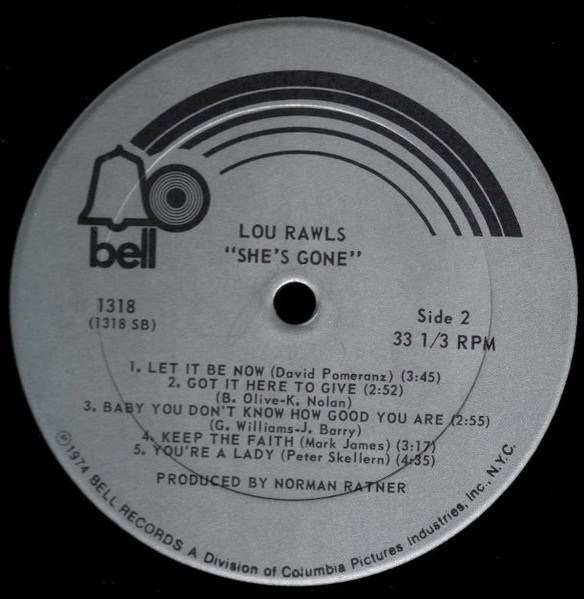 bell
LOU RAWLS
"SHE'S GONE"
1318
(1318 SB)
Side 2
33 1/3 RPM
1. LET IT BE NOW (David Pomeranz) (3:45)
2. GOT IT HERE TO GIVE (2:52)
(B. Olive-K. Nolan)
3. BABY YOU DON'T KNOW HOW GOOD YOU ARE (2:55)
(G. Williams-J. Barry)
4. KEEP THE FAITH (Mark James) (3:17)
5. YOU'RE A LADY (Peter Skellern) (4:35)
PRODUCED BY NORMAN RATNER
℗1974 BELL RECORDS A Division of Columbia Pictures Industries, Inc., N.Y.C.